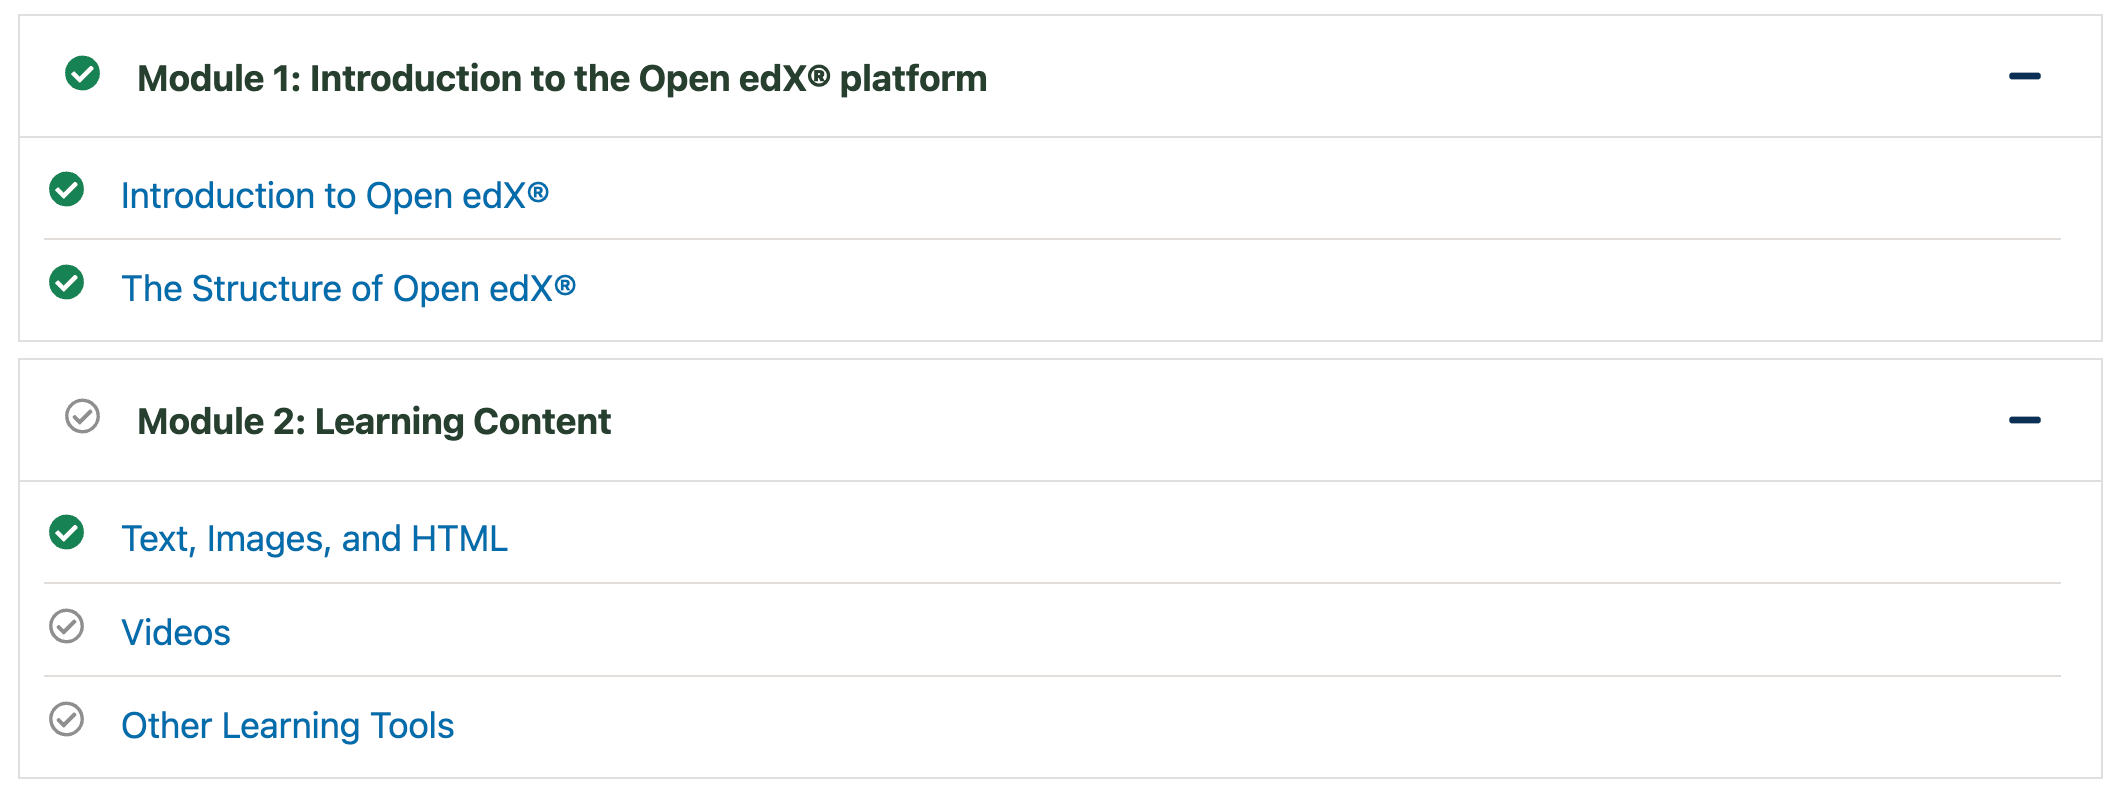 Module 1: Introduction to the Open edX® platform
Introduction to Open edX®
The Structure of Open edX®
Module 2: Learning Content
Text, Images, and HTML
Videos
Other Learning Tools